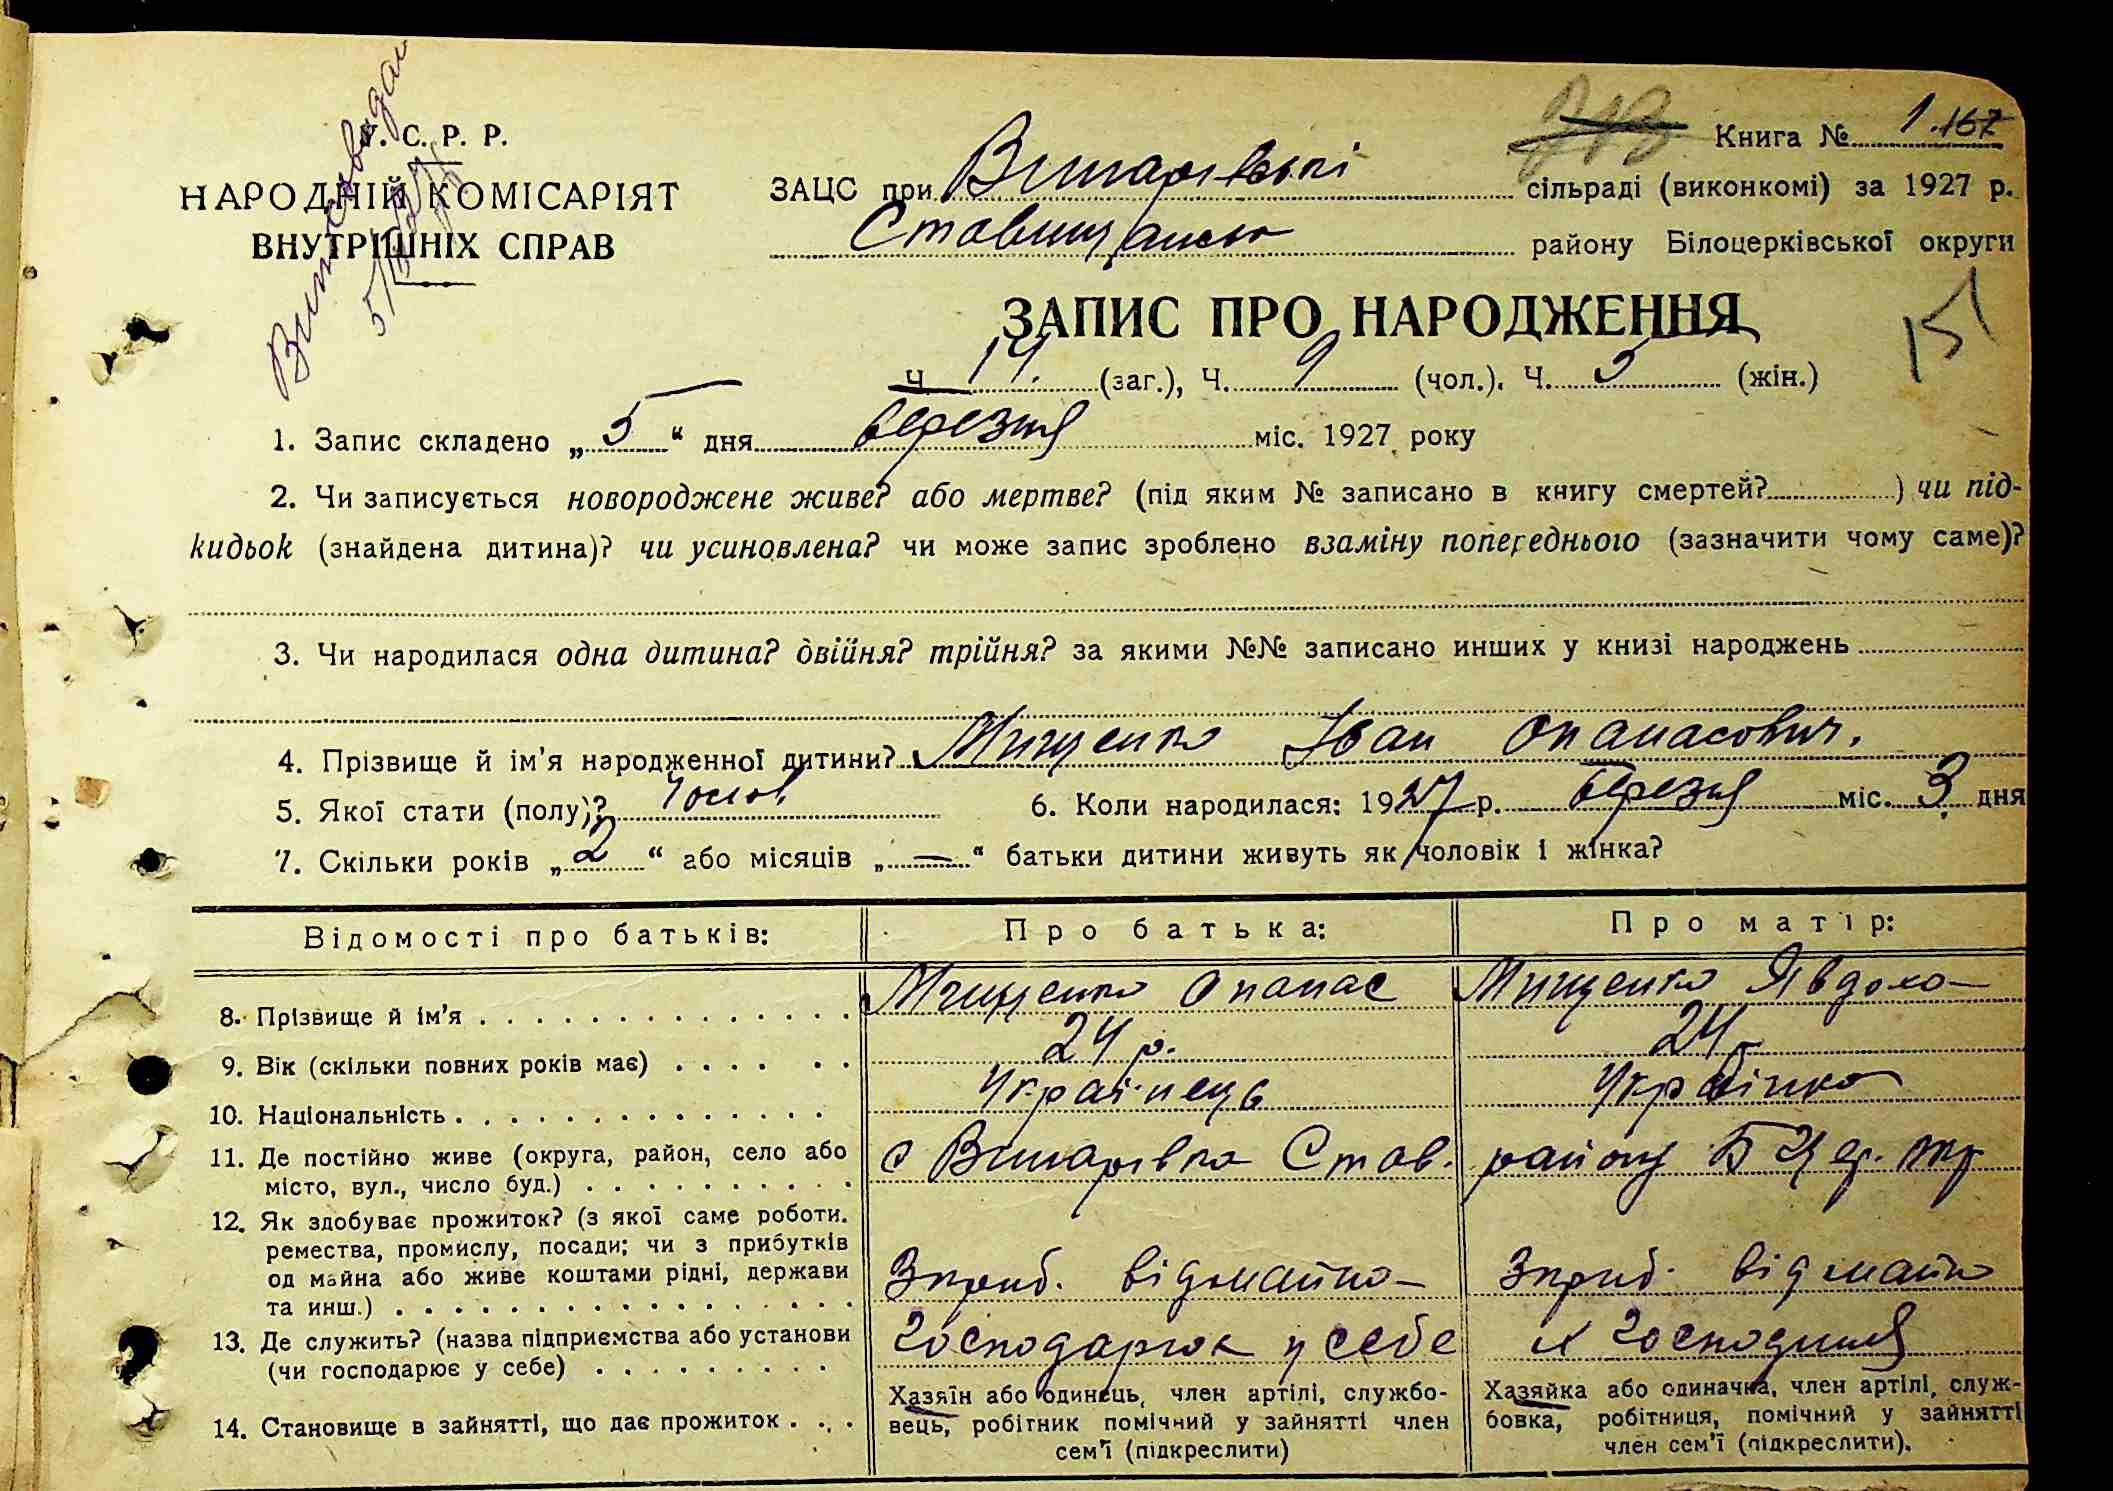 У. С. Р. Р.
НАРОДНІЙ КОМІСАРІЯТ
ВНУТРІШНІХ СПРАВ
Книга № 1. 167
ЗАЦС при сільраді (виконкомі) за 1927 р.
району Білоцерківської округи
ЗАПИС ПРО НАРОДЖЕННЯ
Ч 14. (заг.), Ч. 9 (чол.). Ч. 5 (жін.)
1. Запис складено „5“ дня березня міс. 1927 року
2. Чи записується новороджене живе? або мертве? (під яким № записано в книгу смертей? ) чи під-
кидьок (знайдена дитина)? чи усиновлена? чи може запис зроблено взаміну попереднього (зазначити чому саме)?
3. Чи народилася одна дитина? двійня? трійня? за якими №№ записано инших у книзі народжень
4. Прізвище й ім'я народженної дитини? Мищенко Іван Опанасович.
5. Якої стати (полу)? Чолов. 6. Коли народилася: 1927 р. березня міс. 3 дня
7. Скільки років „2“ або місяців „—“ батьки дитини живуть як чоловік і жінка?
Відомості про батьків: Про батька: Про матір:
8. Прізвище й ім'я Мищенко Опанас Мищенко Явдоха
9. Вік (скільки повних років має) 24 р. 24
10. Національність Українець Українка
11. Де постійно живе (округа, район, село або
місто, вул., число буд.) с Винарівка Став. району Б Ц
12. Як здобуває прожиток? (з якої саме роботи.
ремества, промислу, посади; чи з прибутків
од майна або живе коштами рідні, держави
та инш.) Зприб. відмайна Зприб. відмайна
13. Де служить? (назва підприємства або установи
(чи господарює у себе) Господарює у себе Господиня
14. Становище в зайнятті, що дає прожиток
Хазяїн або одинець, член артілі, службо-
вець, робітник помічний у зайнятті член
сем'ї (підкреслити)
Хазяйка або одиначка, член артілі, служ-
бовка, робітниця, помічний у зайнятті
член сем'ї (підкреслити).